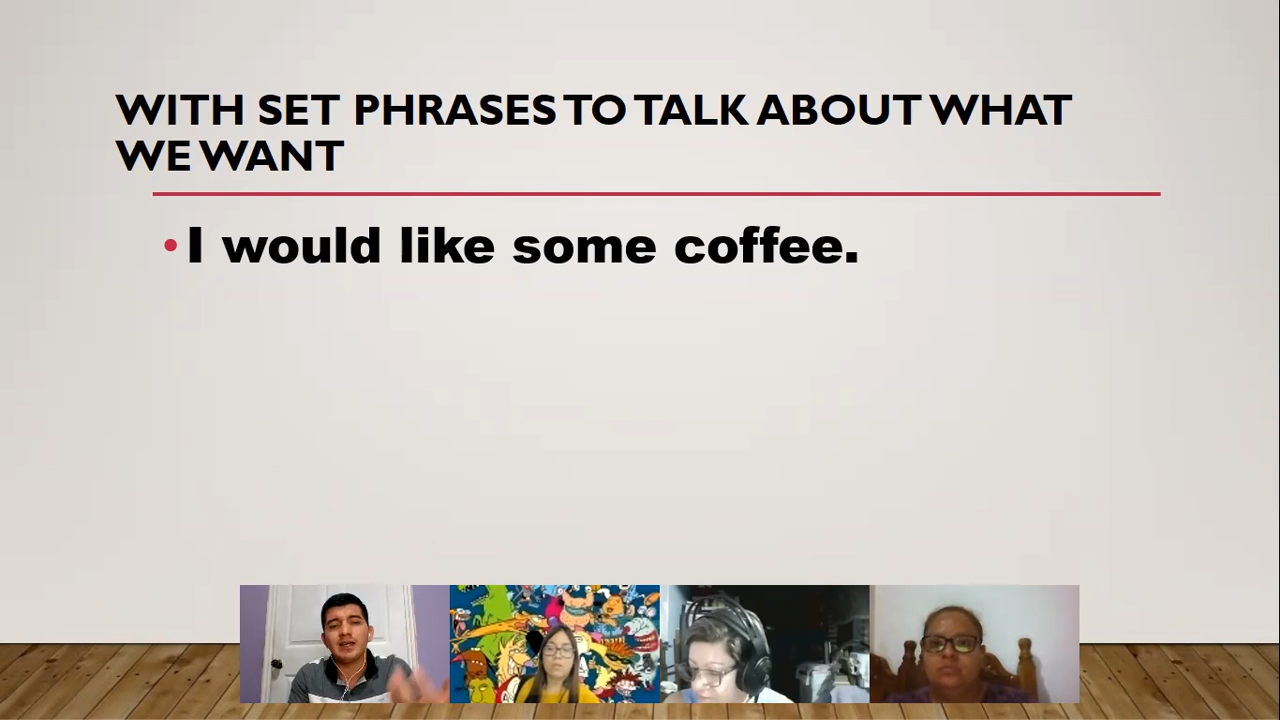 WITH SET PHRASES TO TALK ABOUT WHAT
WE WANT
• I would like some coffee.